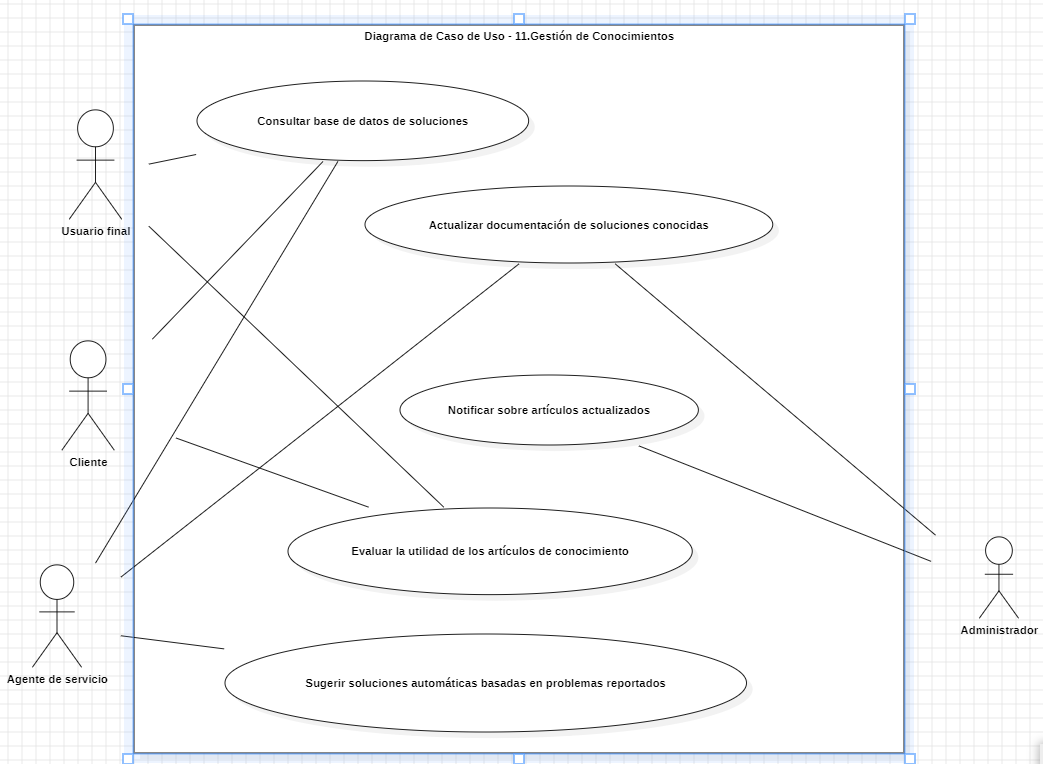 Diagrama de Caso de Uso - 11.Gestión de Conocimientos
Consultar base de datos de soluciones
Actualizar documentación de soluciones conocidas
Usuario final
Notificar sobre artículos actualizados
Cliente
Evaluar la utilidad de los artículos de conocimiento
Administrador
Agente de servicio
Sugerir soluciones automáticas basadas en problemas reportados